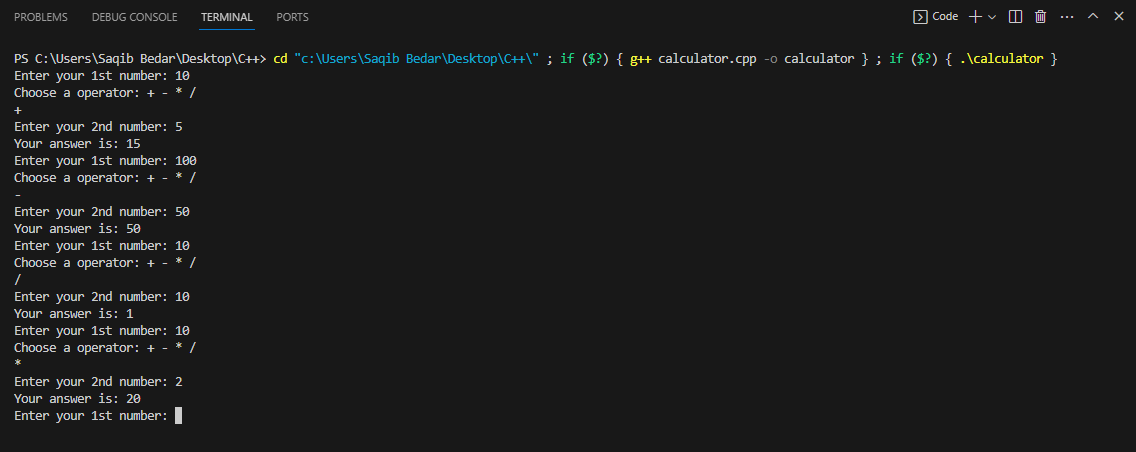 PROBLEMS DEBUG CONSOLE TERMINAL PORTS Code
PS C:\Users\Saqib Bedar\Desktop\C++> cd "c:\Users\Saqib Bedar\Desktop\C++\" ; if ($?) { g++ calculator.cpp -o calculator } ; if ($?) { .\calculator }
Enter your 1st number: 10
Choose a operator: + - * /
+
Enter your 2nd number: 5
Your answer is: 15
Enter your 1st number: 100
Choose a operator: + - * /
-
Enter your 2nd number: 50
Your answer is: 50
Enter your 1st number: 10
Choose a operator: + - * /
/
Enter your 2nd number: 10
Your answer is: 1
Enter your 1st number: 10
Choose a operator: + - * /
*
Enter your 2nd number: 2
Your answer is: 20
Enter your 1st number: